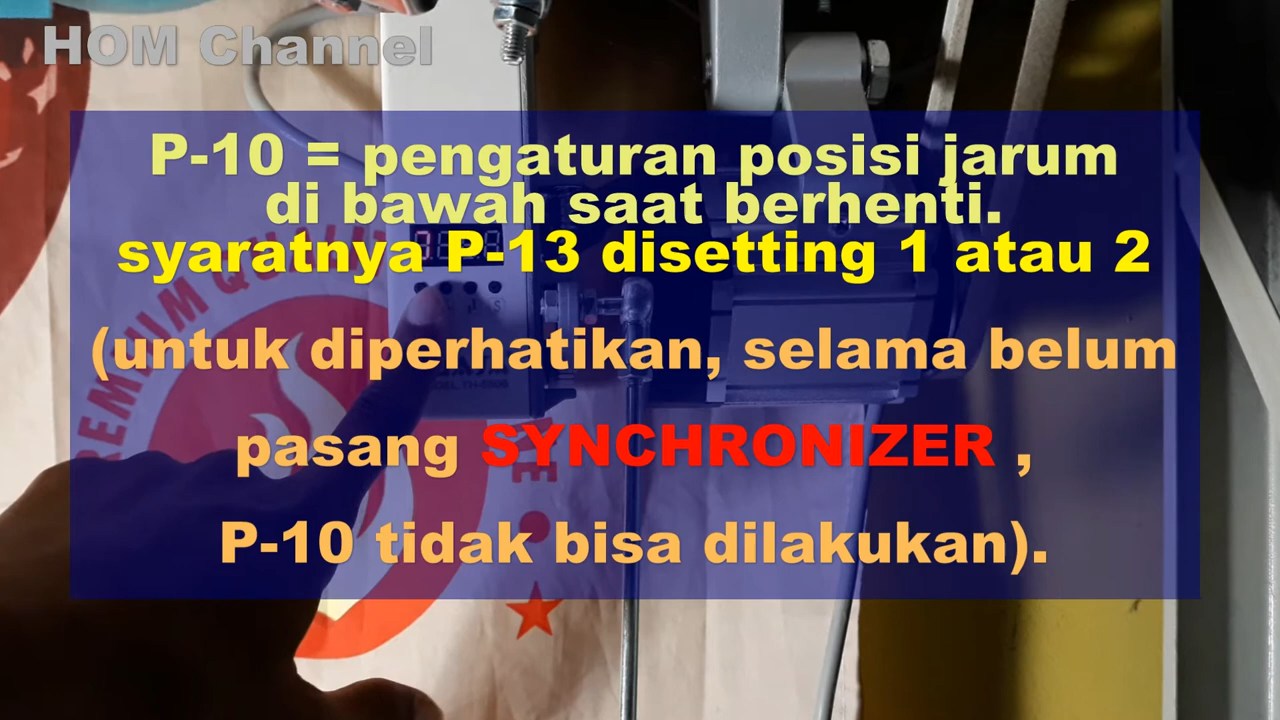 HOM Channel
P-10 = pengaturan posisi jarum
di bawah saat berhenti.
syaratnya P-13 disetting 1 atau 2
(untuk diperhatikan, selama belum
pasang SYNCHRONIZER ,
P-10 tidak bisa dilakukan).